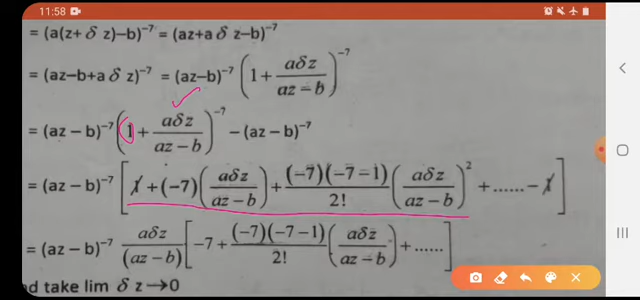 11:58
= (a(z+ δ z)–b)⁻⁷ = (az+a δ z–b)⁻⁷
= (az–b+a δ z)⁻⁷ = (az–b)⁻⁷ (1 + aδz / (az – b))⁻⁷
= (az – b)⁻⁷ (1 + aδz / (az – b))⁻⁷ – (az – b)⁻⁷
= (az – b)⁻⁷ [1 + (–7)(aδz / (az – b)) + ((–7)(–7 – 1) / 2!)(aδz / (az – b))² + ...... – 1]
= (az – b)⁻⁷ aδz / (az – b) [–7 + ((–7)(–7–1) / 2!)(aδz / (az – b)) + ......]
take lim δ z→0